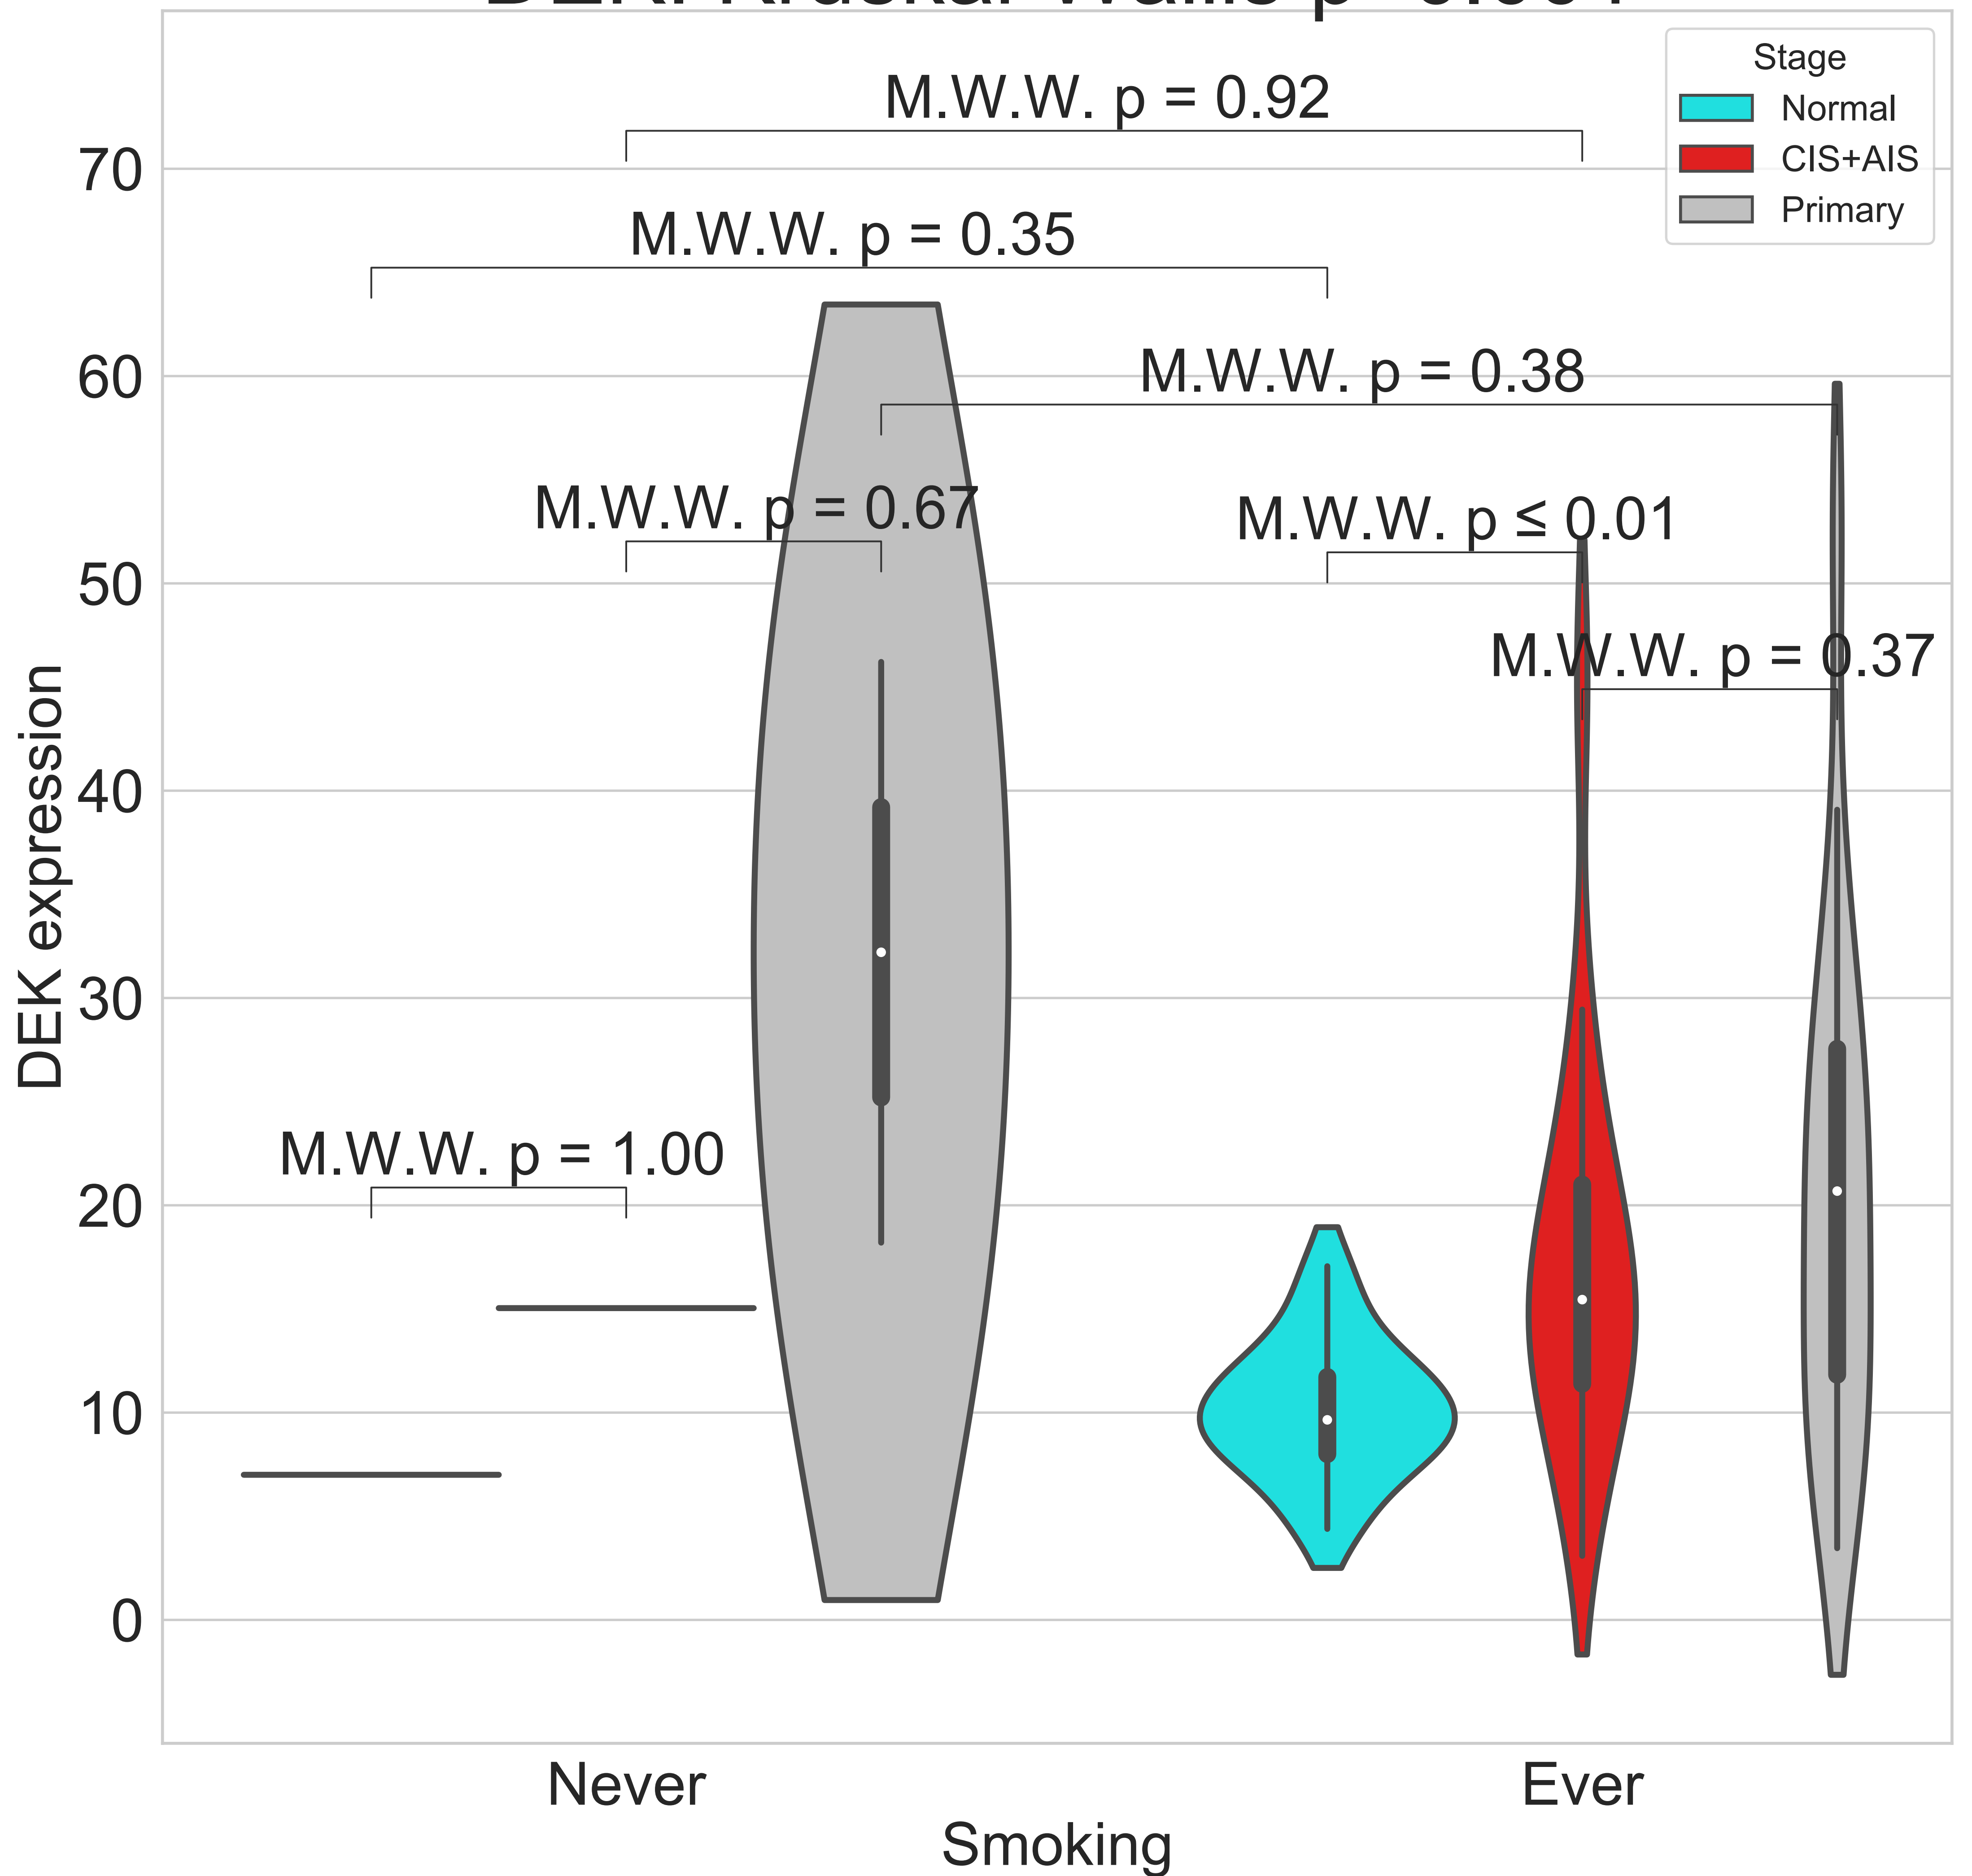 Stage
Normal
CIS+AIS
Primary
M.W.W. p = 0.92
M.W.W. p = 0.35
M.W.W. p = 0.38
M.W.W. p = 0.67
M.W.W. p ≤ 0.01
M.W.W. p = 0.37
M.W.W. p = 1.00
70
60
50
40
30
20
10
0
DEK expression
Never
Ever
Smoking